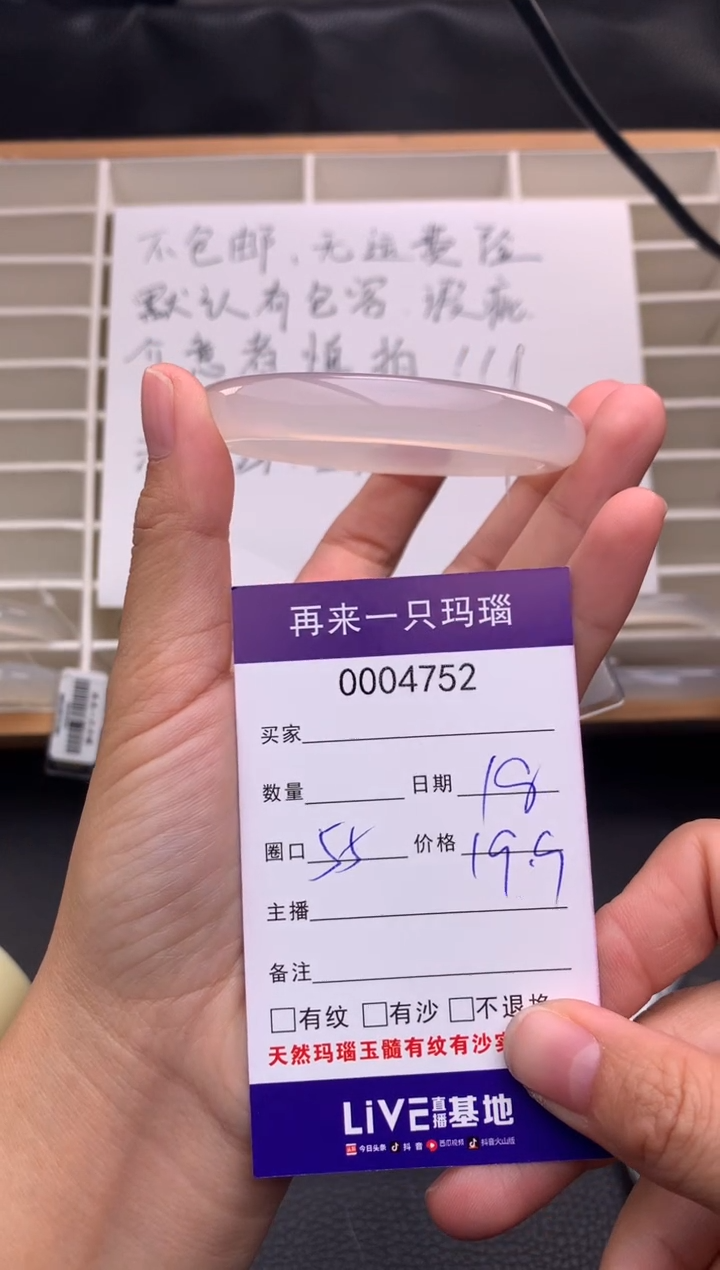 不包邮、无运费险
默认有包容、瑕疵
介意者慎拍!!!
再来一只玛瑙
0004752
买家
数量 日期 18
圈口 55 价格 19.9
主播
备注
□有纹 □有沙 □不退换
天然玛瑙玉髓有纹有沙
LiVE直播基地
今日头条 抖音 西瓜视频 抖音火山版